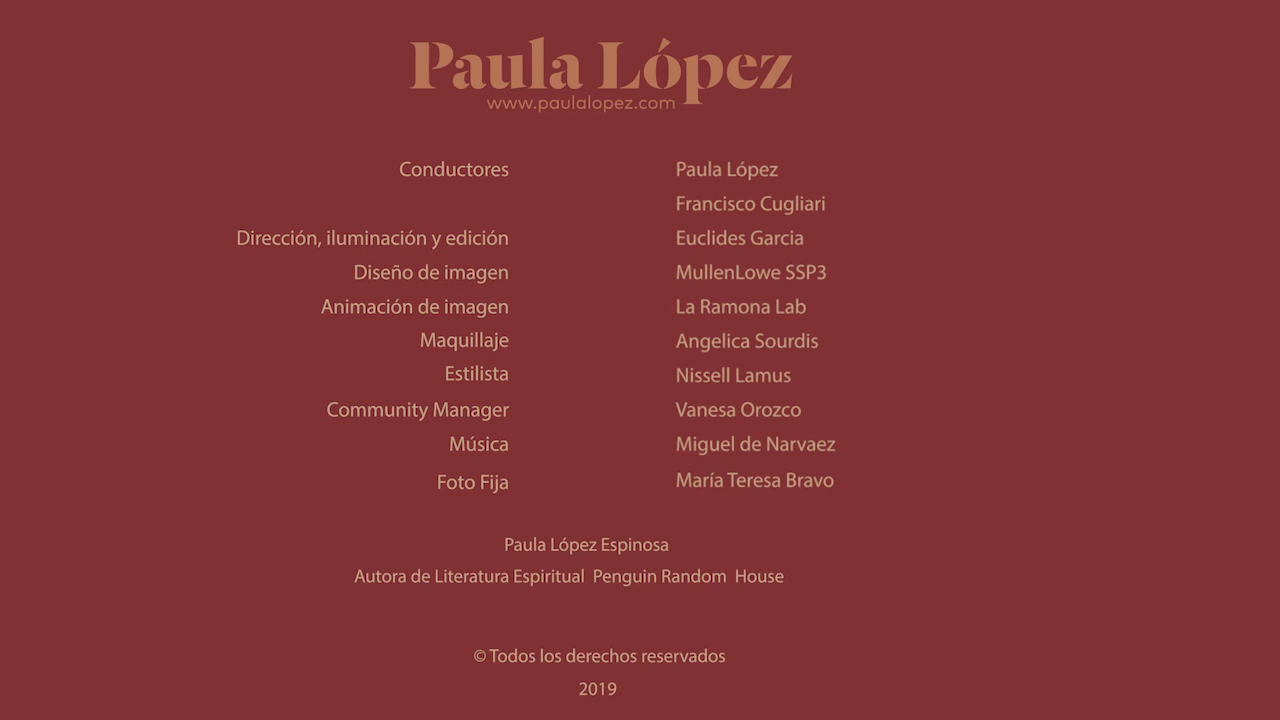 Paula López
www.paulalopez.com
Conductores Paula López
Francisco Cugliari
Dirección, iluminación y edición Euclides Garcia
Diseño de imagen MullenLowe SSP3
Animación de imagen La Ramona Lab
Maquillaje Angelica Sourdis
Estilista Nissell Lamus
Community Manager Vanesa Orozco
Música Miguel de Narvaez
Foto Fija María Teresa Bravo
Paula López Espinosa
Autora de Literatura Espiritual Penguin Random House
© Todos los derechos reservados
2019